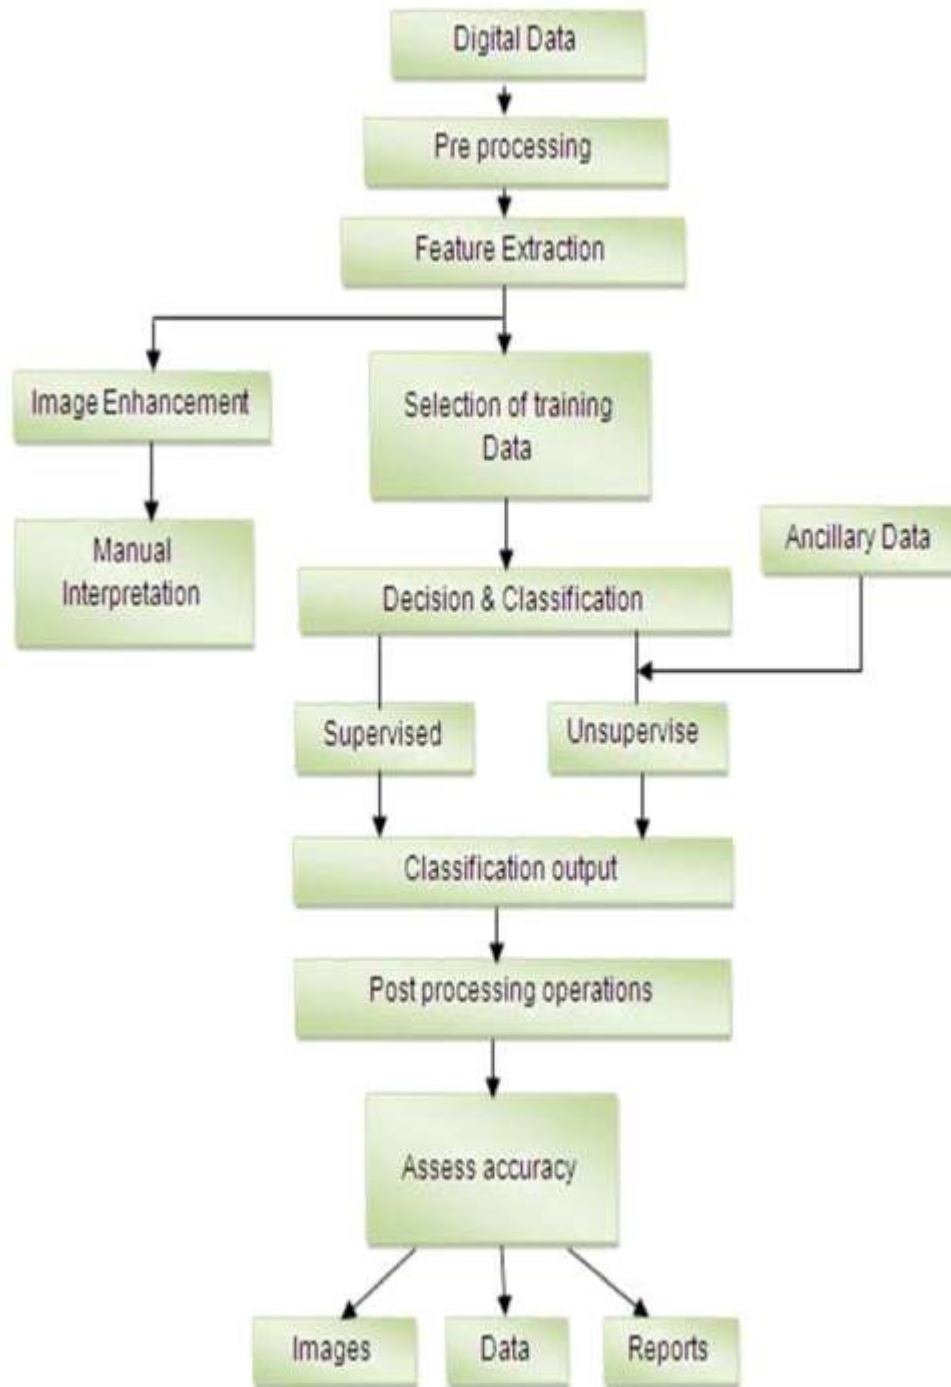 Digital Data
Pre processing
Feature Extraction
Image Enhancement
Selection of training
Data
Manual
Interpretation
Ancillary Data
Decision & Classification
Supervised
Unsupervise
Classification output
Post processing operations
Assess accuracy
Images
Data
Reports